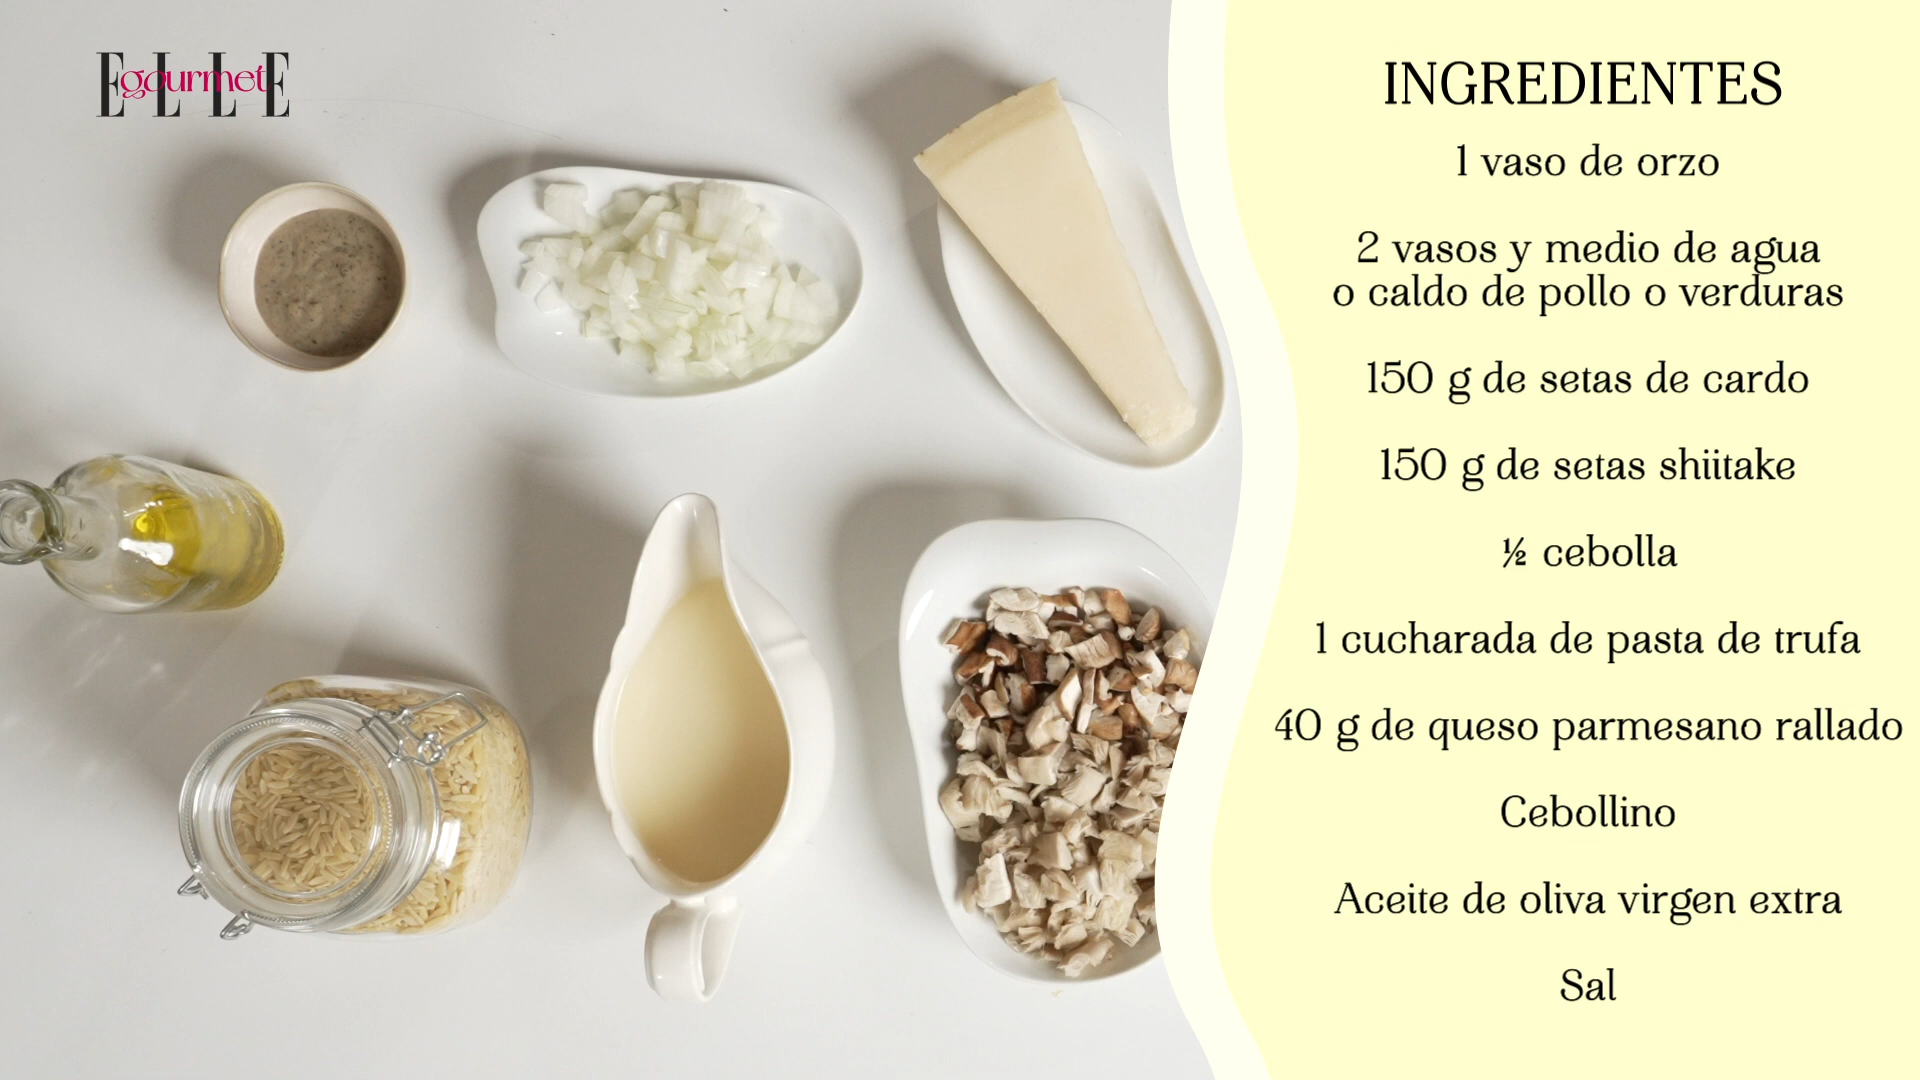 ELLE
gourmet
INGREDIENTES
1 vaso de orzo
2 vasos y medio de agua
o caldo de pollo o verduras
150 g de setas de cardo
150 g de setas shiitake
½ cebolla
1 cucharada de pasta de trufa
40 g de queso parmesano rallado
Cebollino
Aceite de oliva virgen extra
Sal